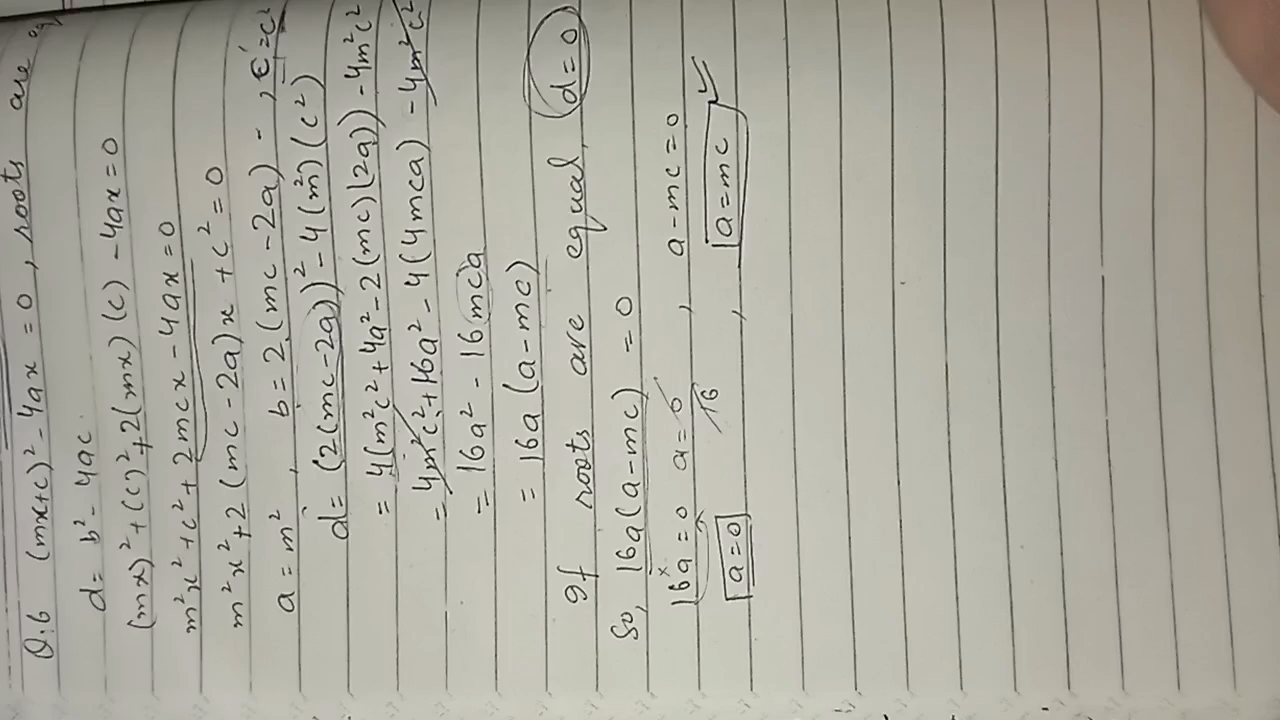 Q.6 (mx+c)² - 4ax = 0, roots are eq
d = b² - 4ac
(mx)² + (c)² + 2(mx)(c) - 4ax = 0
m²x² + c² + 2mcx - 4ax = 0
m²x² + 2(mc - 2a)x + c² = 0
a = m², b = 2(mc - 2a) -, c = c²
d = (2(mc-2a))² - 4(m²)(c²)
= 4(m²c² + 4a² - 2(mc)(2a)) - 4m²c²
= 4m²c² + 16a² - 4(4mca) - 4m²c²
= 16a² - 16mca
= 16a(a-mc)
If roots are equal, d=0
So, 16a(a-mc) = 0
16a = 0 a = 0/16 , a-mc = 0
a=0 , a=mc